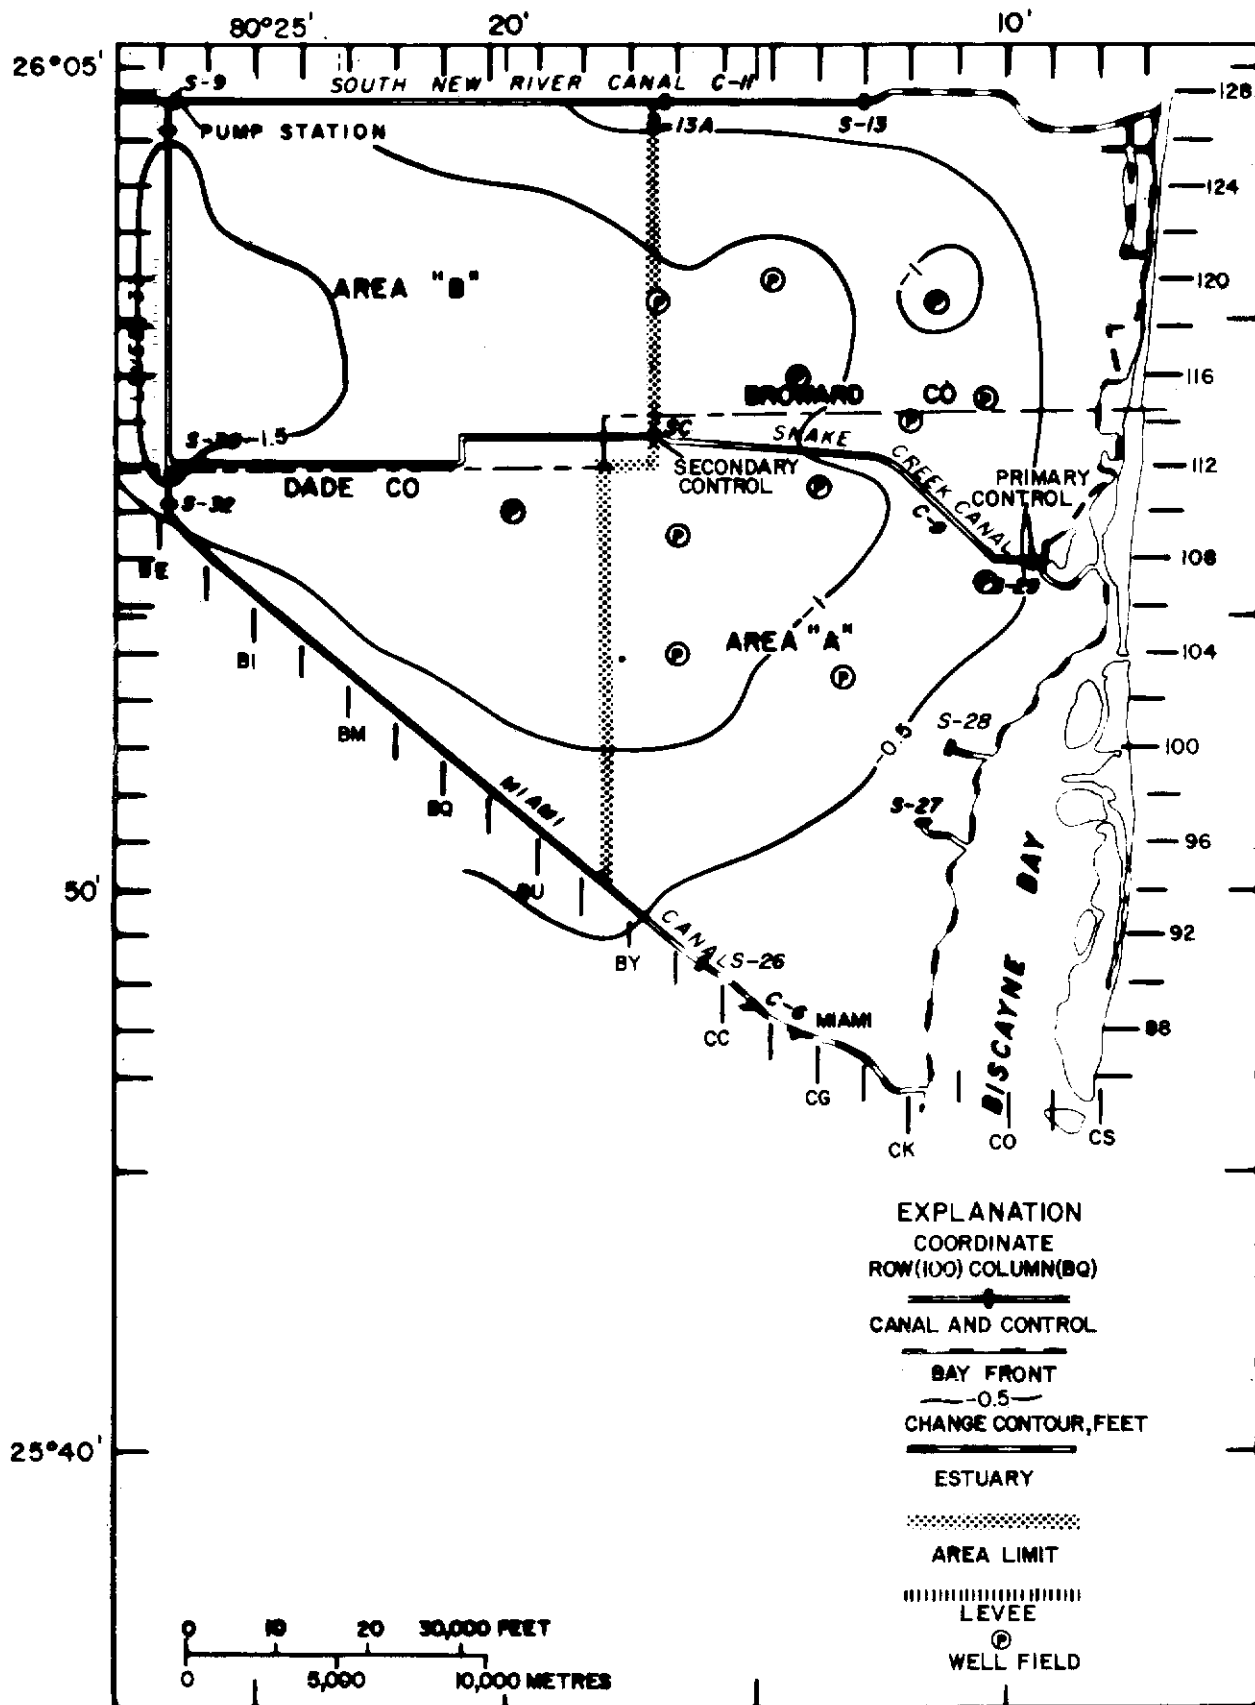 80°25'
20'
10'
26°05'
S-9
SOUTH NEW RIVER CANAL C-11
128
PUMP STATION
13A
S-13
124
AREA "B"
120
1
116
BROWARD CO
-1.5
SC
SNAKE CREEK CANAL
C-9
112
DADE CO
SECONDARY CONTROL
PRIMARY CONTROL
S-32
108
S-29
BE
1
AREA "A"
104
BI
BM
-0.5
S-28
100
BQ
MIAMI CANAL
S-27
96
50'
BU
BISCAYNE BAY
92
BY
S-26
C-6
MIAMI
88
CC
CG
CK
CO
CS
EXPLANATION
COORDINATE
ROW(100) COLUMN(BQ)
CANAL AND CONTROL
BAY FRONT
-0.5
CHANGE CONTOUR, FEET
25°40'
ESTUARY
AREA LIMIT
LEVEE
P
WELL FIELD
0 10 20 30,000 FEET
0 5,000 10,000 METRES